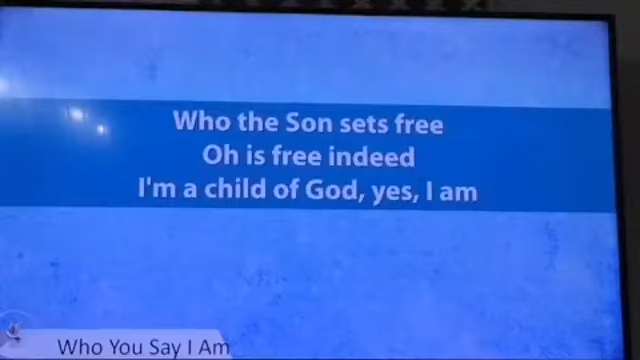 Who the Son sets free
Oh is free indeed
I'm a child of God, yes, I am
Who You Say I Am